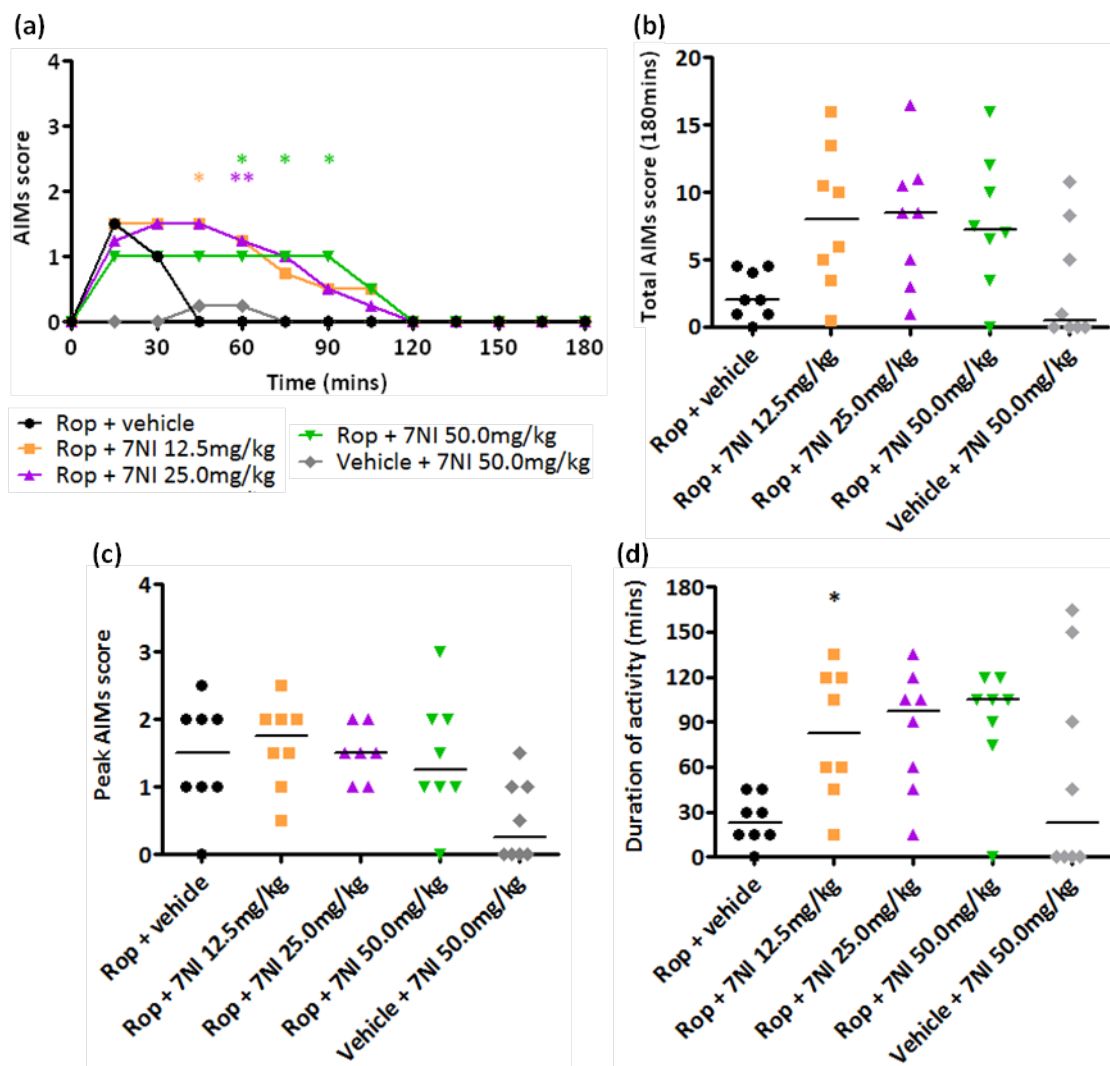 (a)
AIMs score
4
3
2
1
0
*
*
*
*
**
0 30 60 90 120 150 180
Time (mins)
Rop + vehicle
Rop + 7NI 12.5mg/kg
Rop + 7NI 25.0mg/kg
Rop + 7NI 50.0mg/kg
Vehicle + 7NI 50.0mg/kg
(b)
Total AIMs score (180mins)
20
15
10
5
0
Rop + vehicle
Rop + 7NI 12.5mg/kg
Rop + 7NI 25.0mg/kg
Rop + 7NI 50.0mg/kg
Vehicle + 7NI 50.0mg/kg
(c)
Peak AIMs score
4
3
2
1
0
Rop + vehicle
Rop + 7NI 12.5mg/kg
Rop + 7NI 25.0mg/kg
Rop + 7NI 50.0mg/kg
Vehicle + 7NI 50.0mg/kg
(d)
Duration of activity (mins)
180
150
120
90
60
30
0
*
Rop + vehicle
Rop + 7NI 12.5mg/kg
Rop + 7NI 25.0mg/kg
Rop + 7NI 50.0mg/kg
Vehicle + 7NI 50.0mg/kg